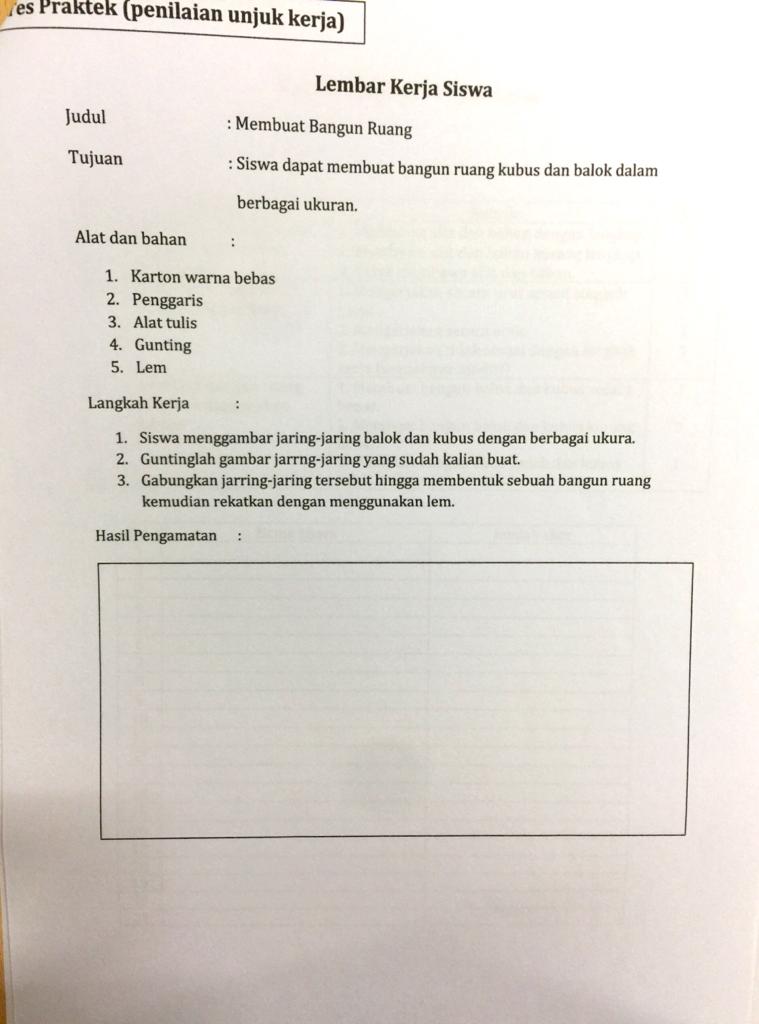 Praktek (penilaian unjuk kerja)
Lembar Kerja Siswa
Judul : Membuat Bangun Ruang
Tujuan : Siswa dapat membuat bangun ruang kubus dan balok dalam
berbagai ukuran.
Alat dan bahan :
1. Karton warna bebas
2. Penggaris
3. Alat tulis
4. Gunting
5. Lem
Langkah Kerja :
1. Siswa menggambar jaring-jaring balok dan kubus dengan berbagai ukura.
2. Guntinglah gambar jarrng-jaring yang sudah kalian buat.
3. Gabungkan jarring-jaring tersebut hingga membentuk sebuah bangun ruang
kemudian rekatkan dengan menggunakan lem.
Hasil Pengamatan :